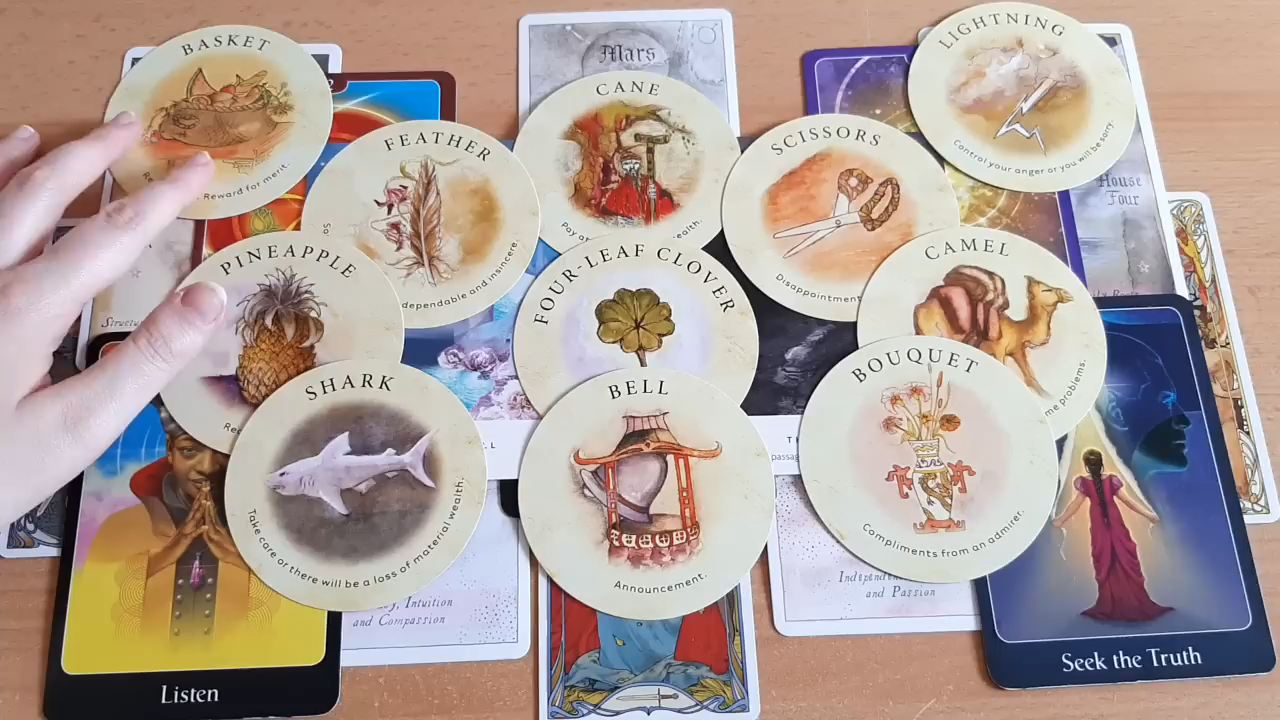 BASKET
Reward for merit.
Mars
CANE
LIGHTNING
Control your anger or you will be sorry.
FEATHER
dependable and insincere.
SCISSORS
Disappointment
House
Four
PINEAPPLE
FOUR-LEAF CLOVER
CAMEL
problems.
SHARK
Take care or there will be a loss of material wealth.
BELL
Announcement.
BOUQUET
Compliments from an admirer.
Intuition
and Compassion
and Passion
Listen
Seek the Truth